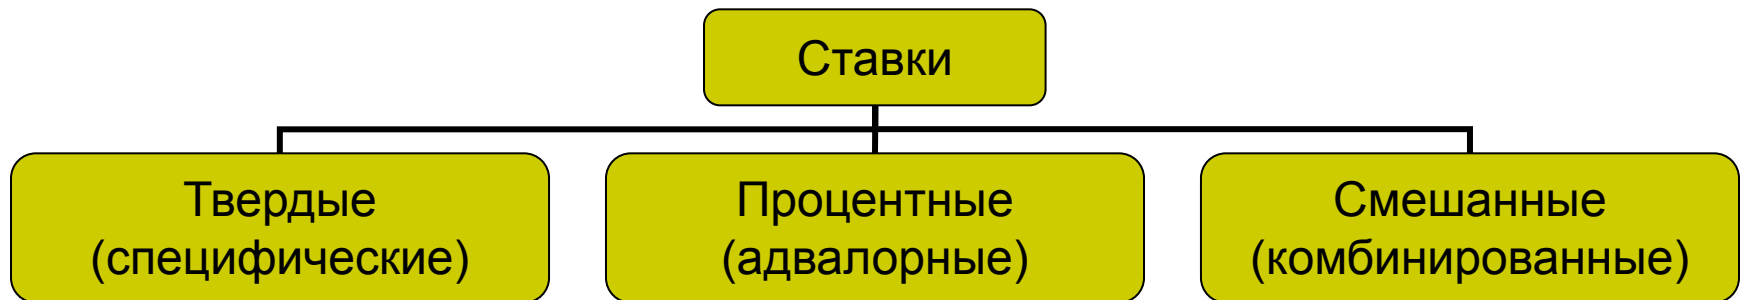 Ставки
Твердые
(специфические)
Процентные
(адвалорные)
Смешанные
(комбинированные)